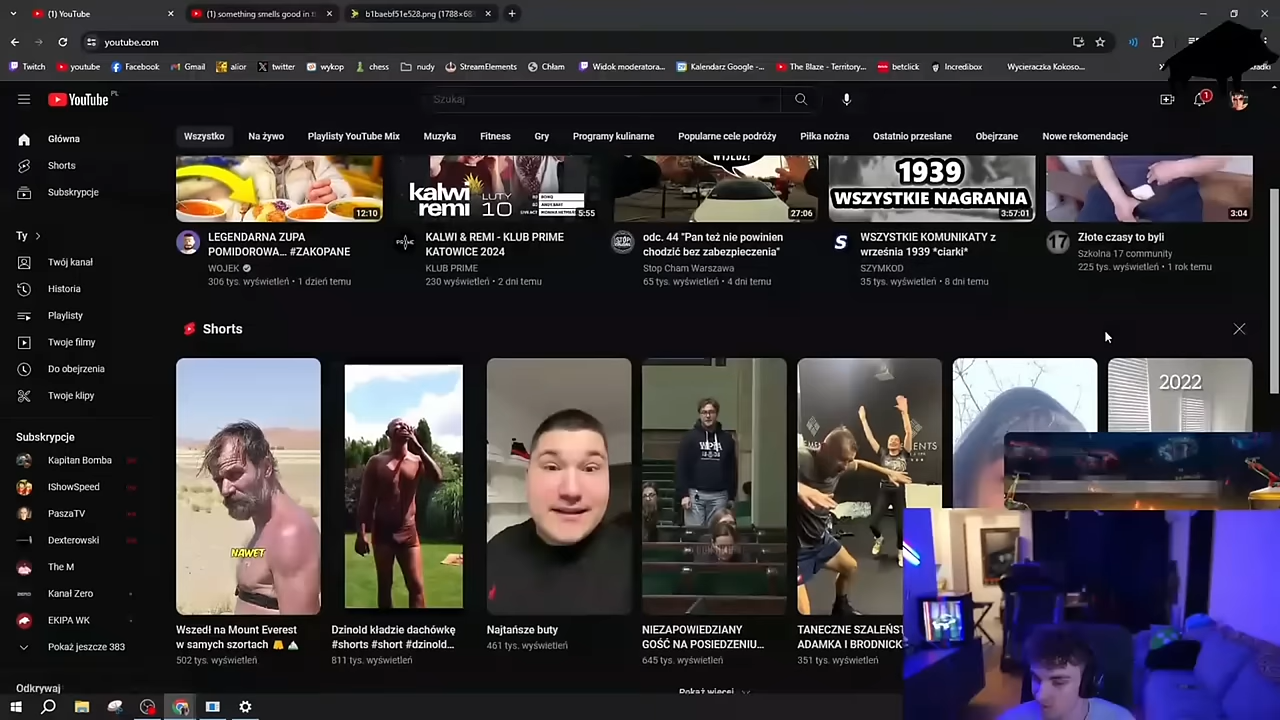 (1) YouTube
(1) something smells good in t
b1baebf51e528.png (1788×68
youtube.com
Twitch
youtube
Facebook
Gmail
alior
twitter
wykop
chess
nudy
StreamElements
Chłam
Widok moderatora...
Kalendarz Google -...
The Blaze - Territory...
betclick
Incredibox
Wycieraczka Kokoso...
YouTube PL
Szukaj
1
Wszystko
Na żywo
Playlisty YouTube Mix
Muzyka
Fitness
Gry
Programy kulinarne
Popularne cele podróży
Piłka nożna
Ostatnio przesłane
Obejrzane
Nowe rekomendacje
Główna
Shorts
Subskrypcje
Ty
Twój kanał
Historia
Playlisty
Twoje filmy
Do obejrzenia
Twoje klipy
Subskrypcje
Kapitan Bomba
IShowSpeed
PaszaTV
Dexterowski
The M
Kanał Zero
EKIPA WK
Pokaż jeszcze 383
Odkrywaj
12:10
kalwi
remi
LUTY
10
5:55
WYJEDŹ!
27:06
1939
WSZYSTKIE NAGRANIA
3:57:01
3:04
LEGENDARNA ZUPA
POMIDOROWA... #ZAKOPANE
WOJEK
306 tys. wyświetleń • 1 dzień temu
KALWI & REMI - KLUB PRIME
KATOWICE 2024
KLUB PRIME
230 wyświetleń • 2 dni temu
odc. 44 "Pan też nie powinien
chodzić bez zabezpieczenia"
Stop Cham Warszawa
65 tys. wyświetleń • 4 dni temu
S
WSZYSTKIE KOMUNIKATY z
września 1939 *ciarki*
SZYMKOD
35 tys. wyświetleń • 8 dni temu
17
Złote czasy to byli
Szkolna 17 community
225 tys. wyświetleń • 1 rok temu
Shorts
NAWET
2022
Wszedł na Mount Everest
w samych szortach
502 tys. wyświetleń
Dzinold kładzie dachówkę
#shorts #short #dzinold...
811 tys. wyświetleń
Najtańsze buty
461 tys. wyświetleń
NIEZAPOWIEDZIANY
GOŚĆ NA POSIEDZENIU...
645 tys. wyświetleń
TANECZNE SZALEŃST
ADAMKA I BRODNICK
351 tys. wyświetleń
Pokaż więcej